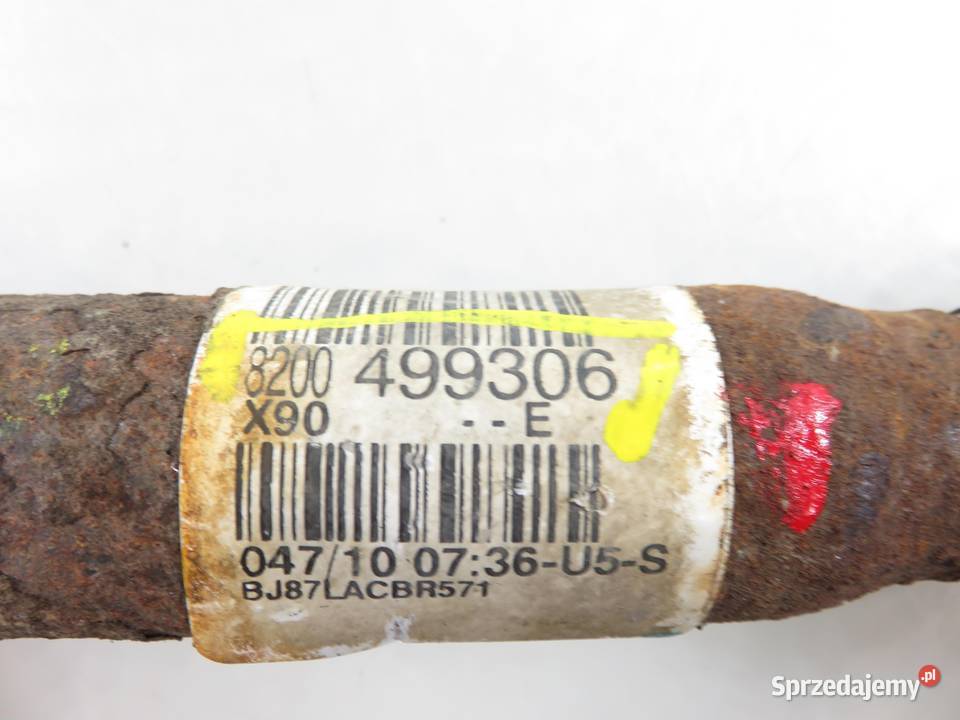 8200 499306
X90 -- E
047/10 07:36-U5-S
BJ87LACBR571
Sprzedajemy.pl